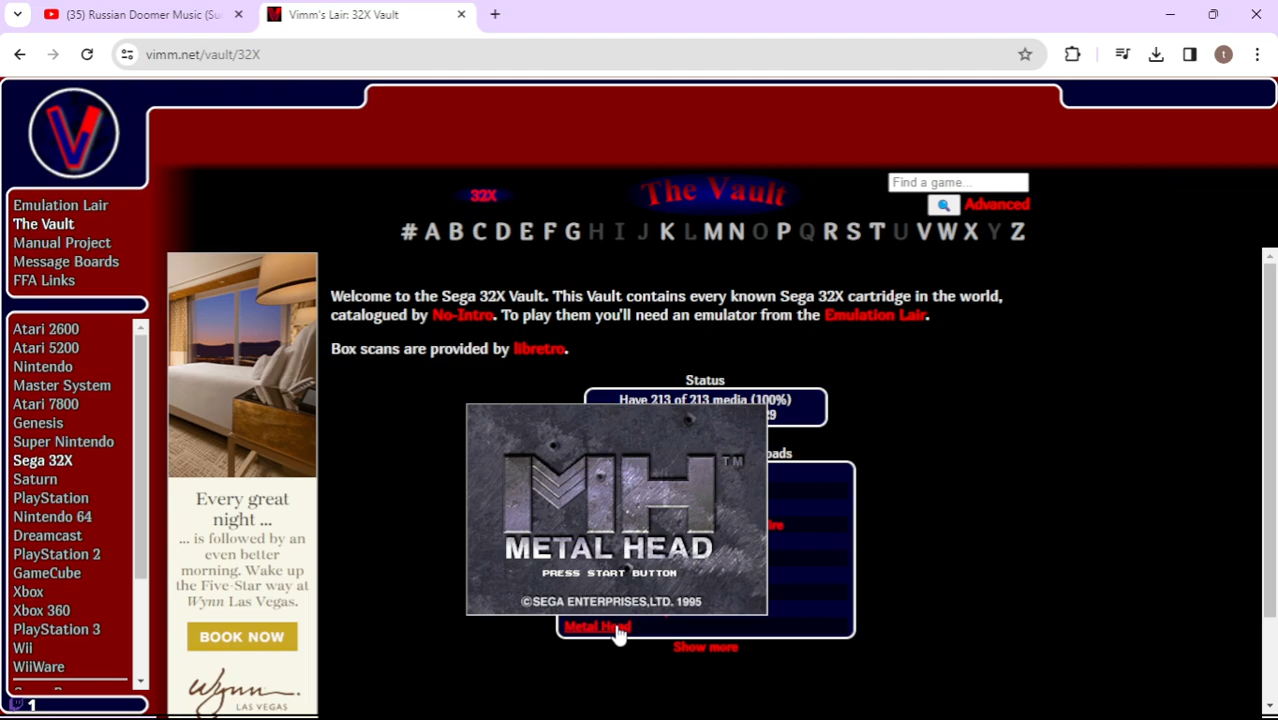 (35) Russian Doomer Music (Su
Vimm's Lair: 32X Vault
vimm.net/vault/32X
t
V
Emulation Lair
The Vault
Manual Project
Message Boards
FFA Links
32X
The Vault
Find a game...
Advanced
# A B C D E F G H I J K L M N O P Q R S T U V W X Y Z
Atari 2600
Atari 5200
Nintendo
Master System
Atari 7800
Genesis
Super Nintendo
Sega 32X
Saturn
PlayStation
Nintendo 64
Dreamcast
PlayStation 2
GameCube
Xbox
Xbox 360
PlayStation 3
Wii
WiiWare
1
Every great
night ...
... is followed by an
even better
morning. Wake up
the Five-Star way at
Wynn Las Vegas.
BOOK NOW
Wynn
LAS VEGAS
Welcome to the Sega 32X Vault. This Vault contains every known Sega 32X cartridge in the world,
catalogued by No-Intro. To play them you'll need an emulator from the Emulation Lair.
Box scans are provided by libretro.
Status
Have 213 of 213 media (100%)
9
oads
ire
MH TM
METAL HEAD
PRESS START BUTTON
©SEGA ENTERPRISES,LTD. 1995
Metal Head
Show more